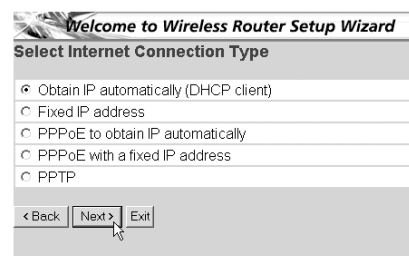 Welcome to Wireless Router Setup Wizard
Select Internet Connection Type
Obtain IP automatically (DHCP client)
Fixed IP address
PPPoE to obtain IP automatically
PPPoE with a fixed IP address
PPTP
< Back Next > Exit